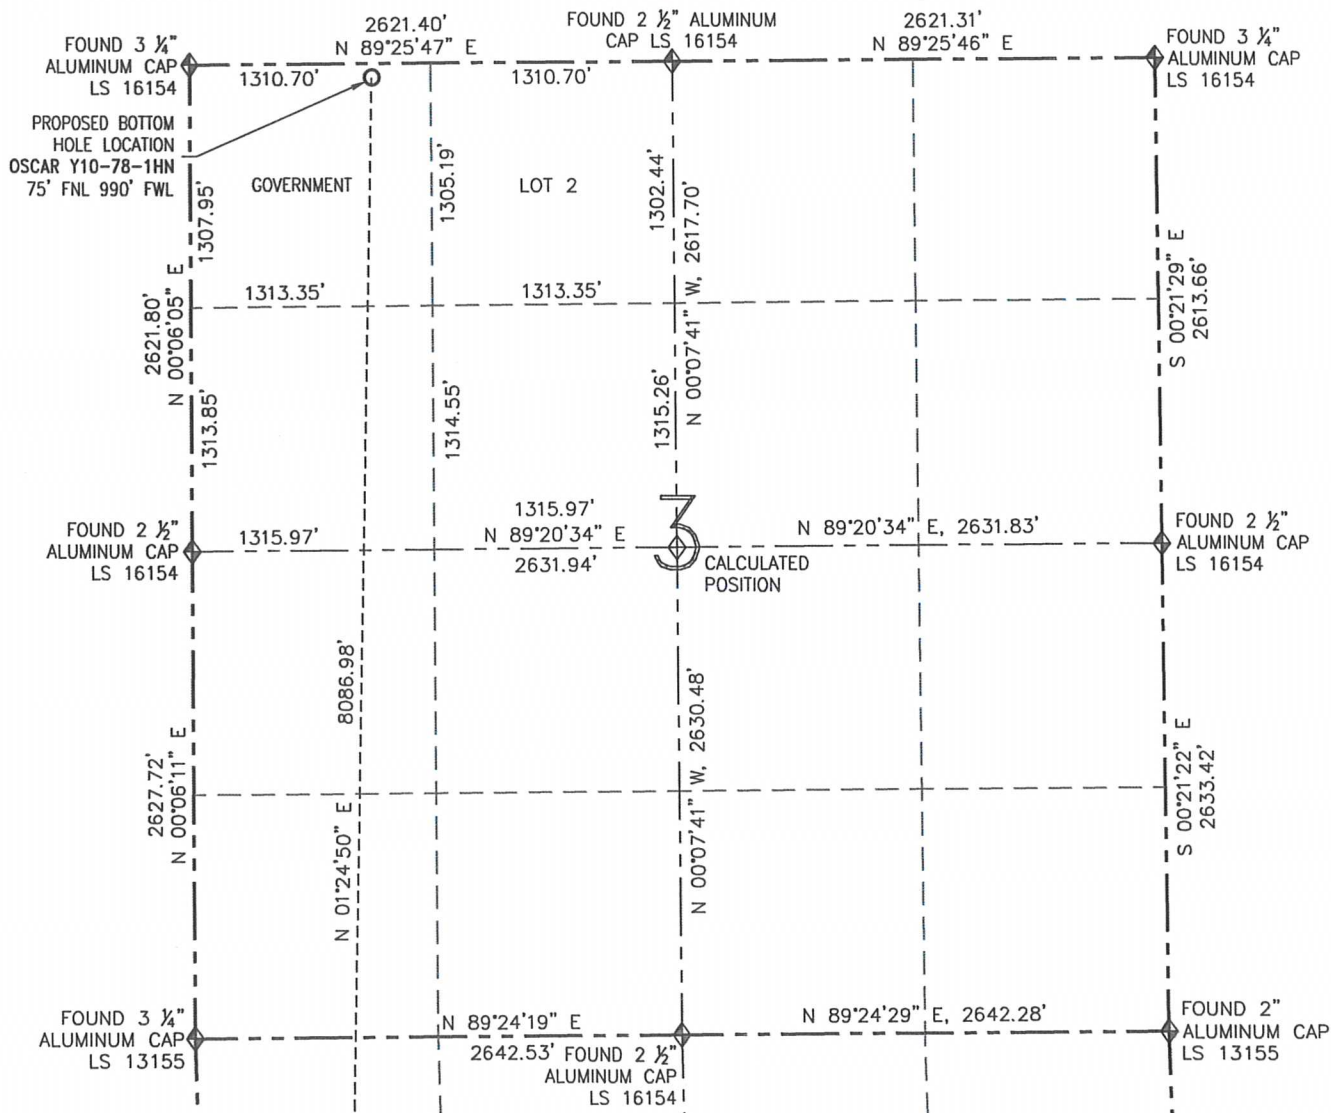 2621.40'
N 89°25'47" E
FOUND 2 ½" ALUMINUM
CAP LS 16154
2621.31'
N 89°25'46" E
FOUND 3 ¼"
ALUMINUM CAP
LS 16154
FOUND 3 ¼"
ALUMINUM CAP
LS 16154
1310.70'
1310.70'
PROPOSED BOTTOM
HOLE LOCATION
OSCAR Y10-78-1HN
75' FNL 990' FWL
GOVERNMENT
LOT 2
1307.95'
1305.19'
1302.44'
N 00°07'41" W, 2617.70'
2621.80'
N 00°06'05" E
S 00°21'29" E
2613.66'
1313.35'
1313.35'
1313.85'
1314.55'
1315.26'
FOUND 2 ½"
ALUMINUM CAP
LS 16154
1315.97'
1315.97'
N 89°20'34" E
2631.94'
3
CALCULATED
POSITION
N 89°20'34" E, 2631.83'
FOUND 2 ½"
ALUMINUM CAP
LS 16154
8086.98'
N 01°24'50" E
2627.72'
N 00°06'11" E
N 00°07'41" W, 2630.48'
S 00°21'22" E
2633.42'
FOUND 3 ¼"
ALUMINUM CAP
LS 13155
N 89°24'19" E
2642.53'
FOUND 2 ½"
ALUMINUM CAP
LS 16154
N 89°24'29" E, 2642.28'
FOUND 2"
ALUMINUM CAP
LS 13155